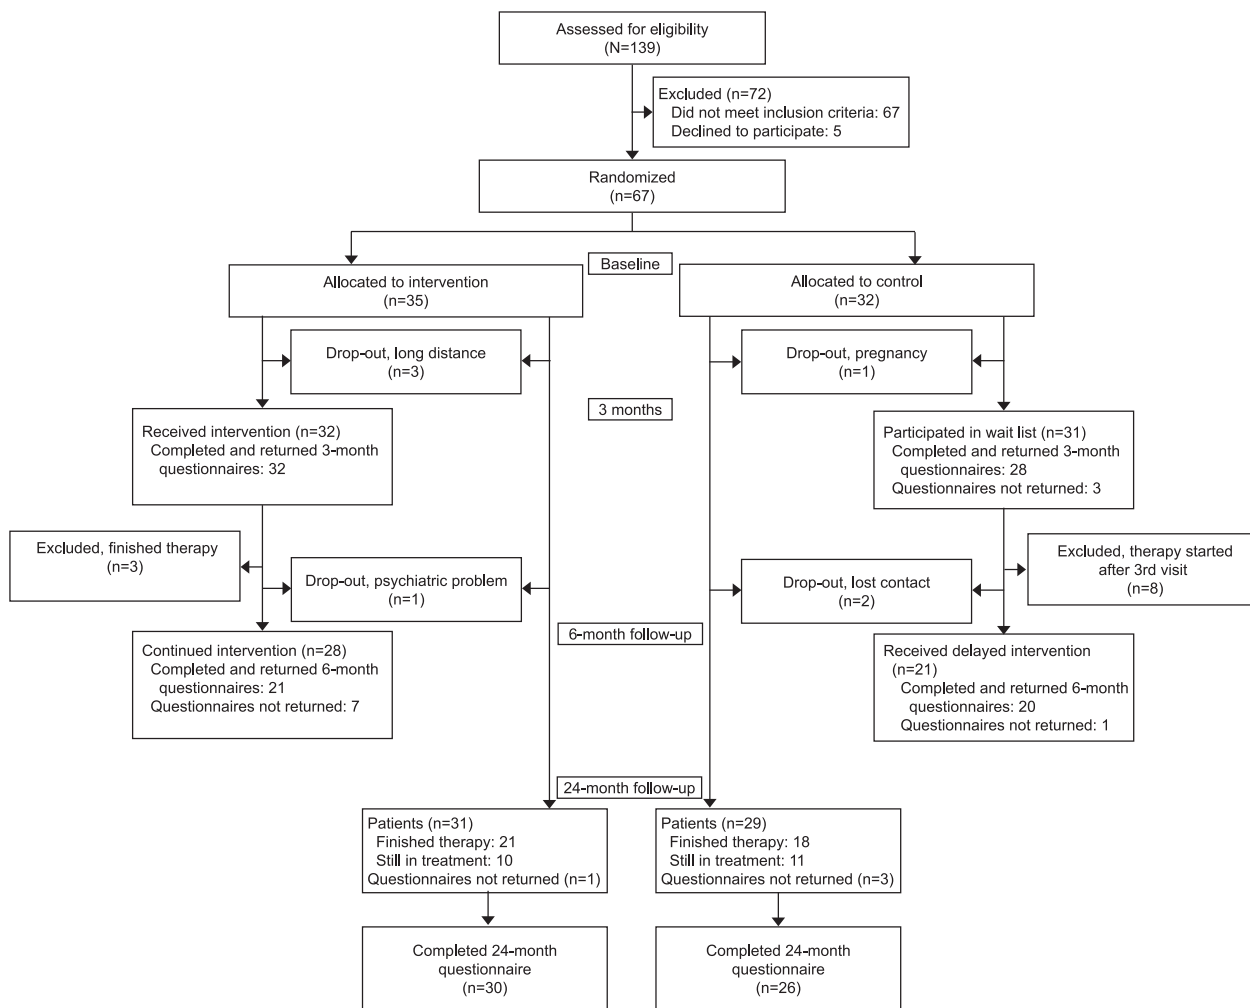 Assessed for eligibility
(N=139)
Excluded (n=72)
Did not meet inclusion criteria: 67
Declined to participate: 5
Randomized
(n=67)
Baseline
Allocated to intervention
(n=35)
Allocated to control
(n=32)
Drop-out, long distance
(n=3)
Drop-out, pregnancy
(n=1)
3 months
Received intervention (n=32)
Completed and returned 3-month
questionnaires: 32
Participated in wait list (n=31)
Completed and returned 3-month
questionnaires: 28
Questionnaires not returned: 3
Excluded, finished therapy
(n=3)
Drop-out, psychiatric problem
(n=1)
Drop-out, lost contact
(n=2)
Excluded, therapy started
after 3rd visit
(n=8)
6-month follow-up
Continued intervention (n=28)
Completed and returned 6-month
questionnaires: 21
Questionnaires not returned: 7
Received delayed intervention
(n=21)
Completed and returned 6-month
questionnaires: 20
Questionnaires not returned: 1
24-month follow-up
Patients (n=31)
Finished therapy: 21
Still in treatment: 10
Questionnaires not returned (n=1)
Patients (n=29)
Finished therapy: 18
Still in treatment: 11
Questionnaires not returned (n=3)
Completed 24-month
questionnaire
(n=30)
Completed 24-month
questionnaire
(n=26)